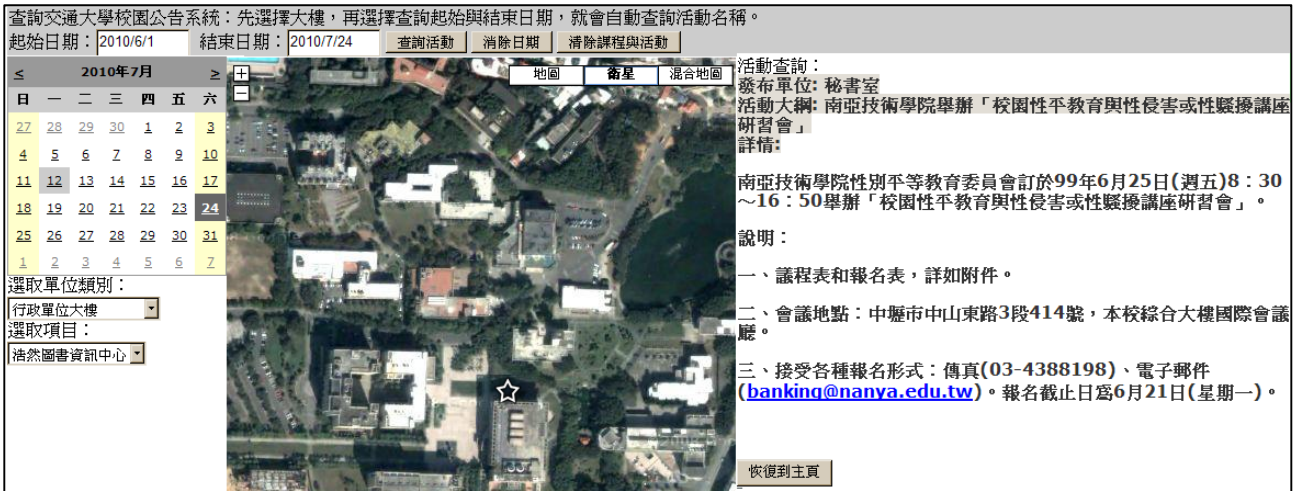 查詢交通大學校園公告系統：先選擇大樓，再選擇查詢起始與結束日期，就會自動查詢活動名稱。
起始日期：2010/6/1 結束日期：2010/7/24 查詢活動 消除日期 清除課程與活動
< 2010年7月 >
日 一 二 三 四 五 六
27 28 29 30 1 2 3
4 5 6 7 8 9 10
11 12 13 14 15 16 17
18 19 20 21 22 23 24
25 26 27 28 29 30 31
1 2 3 4 5 6 7
選取單位類別：
行政單位大樓
選取項目：
浩然圖書資訊中心
+
−
地圖 衛星 混合地圖
活動查詢：
發布單位: 秘書室
活動大綱: 南亞技術學院舉辦「校園性平教育與性侵害或性騷擾講座
研習會」
詳情:
南亞技術學院性別平等教育委員會訂於99年6月25日(週五)8：30
～16：50舉辦「校園性平教育與性侵害或性騷擾講座研習會」。
說明：
一、議程表和報名表，詳如附件。
二、會議地點：中壢市中山東路3段414號，本校綜合大樓國際會議
廳。
三、接受各種報名形式：傳真(03-4388198)、電子郵件
(banking@nanya.edu.tw)。報名截止日為6月21日(星期一)。
恢復到主頁